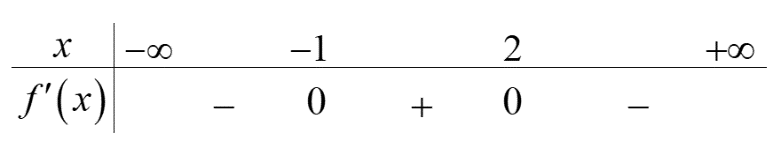 x −∞ −1 2 +∞
f′(x) − 0 + 0 −